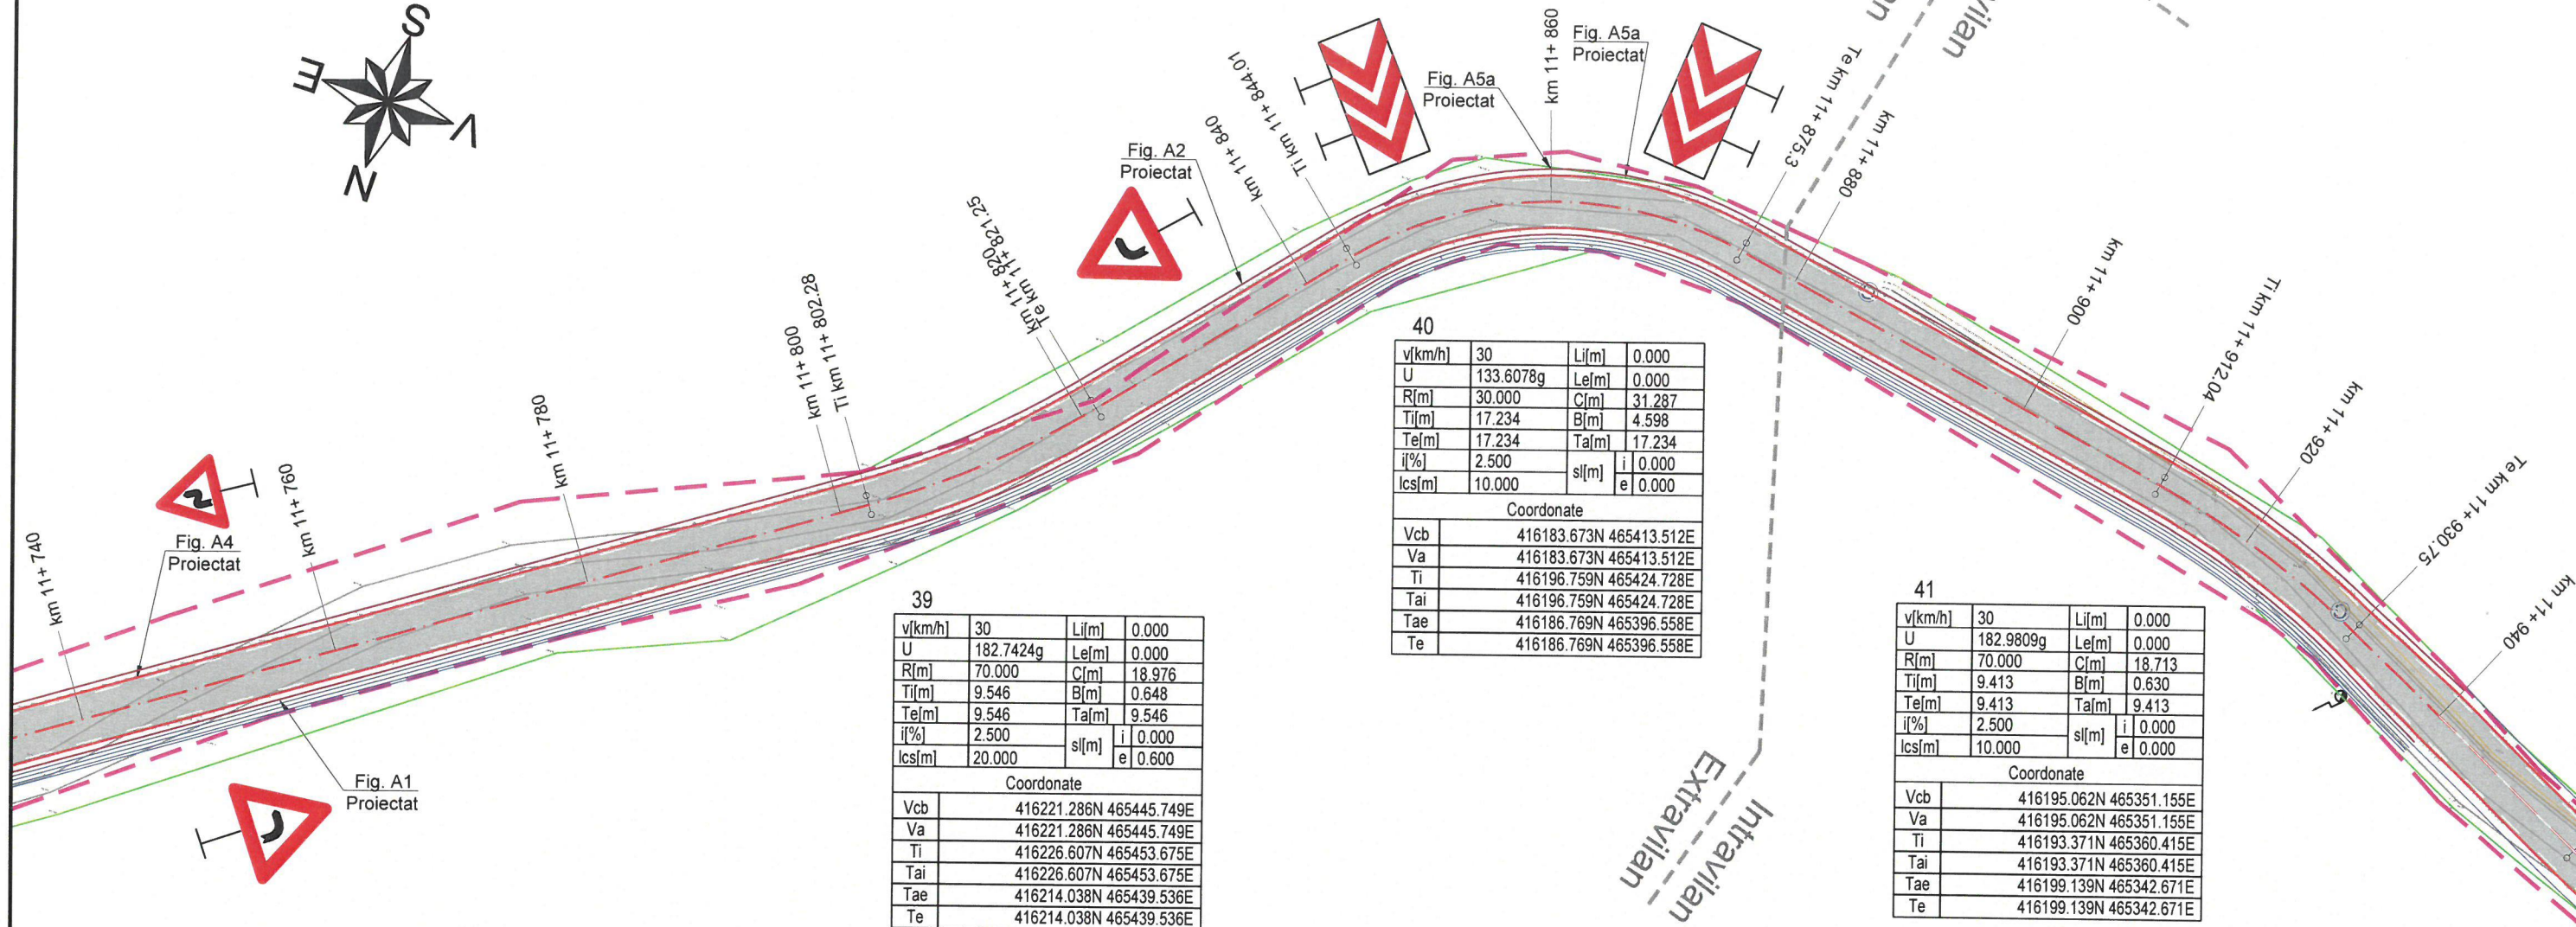 S
E
V
N
km 11+ 740
Fig. A4
Proiectat
km 11+ 760
Fig. A1
Proiectat
km 11+ 780
km 11+ 800
Ti km 11+ 802.28
km 11+ 820
Te km 11+ 821.25
Fig. A2
Proiectat
km 11+ 840
Ti km 11+ 844.01
Fig. A5a
Proiectat
km 11+ 860
Fig. A5a
Proiectat
Te km 11+ 875.3
km 11+ 880
km 11+ 900
Ti km 11+ 912.04
km 11+ 920
Te km 11+ 930.75
km 11+ 940
39
v[km/h] 30 Li[m] 0.000
U 182.7424g Le[m] 0.000
R[m] 70.000 C[m] 18.976
Ti[m] 9.546 B[m] 0.648
Te[m] 9.546 Ta[m] 9.546
i[%] 2.500 sl[m] i 0.000
lcs[m] 20.000 e 0.600
Coordonate
Vcb 416221.286N 465445.749E
Va 416221.286N 465445.749E
Ti 416226.607N 465453.675E
Tai 416226.607N 465453.675E
Tae 416214.038N 465439.536E
Te 416214.038N 465439.536E
40
v[km/h] 30 Li[m] 0.000
U 133.6078g Le[m] 0.000
R[m] 30.000 C[m] 31.287
Ti[m] 17.234 B[m] 4.598
Te[m] 17.234 Ta[m] 17.234
i[%] 2.500 sl[m] i 0.000
lcs[m] 10.000 e 0.000
Coordonate
Vcb 416183.673N 465413.512E
Va 416183.673N 465413.512E
Ti 416196.759N 465424.728E
Tai 416196.759N 465424.728E
Tae 416186.769N 465396.558E
Te 416186.769N 465396.558E
Extravilan
Intravilan
41
v[km/h] 30 Li[m] 0.000
U 182.9809g Le[m] 0.000
R[m] 70.000 C[m] 18.713
Ti[m] 9.413 B[m] 0.630
Te[m] 9.413 Ta[m] 9.413
i[%] 2.500 sl[m] i 0.000
lcs[m] 10.000 e 0.000
Coordonate
Vcb 416195.062N 465351.155E
Va 416195.062N 465351.155E
Ti 416193.371N 465360.415E
Tai 416193.371N 465360.415E
Tae 416199.139N 465342.671E
Te 416199.139N 465342.671E